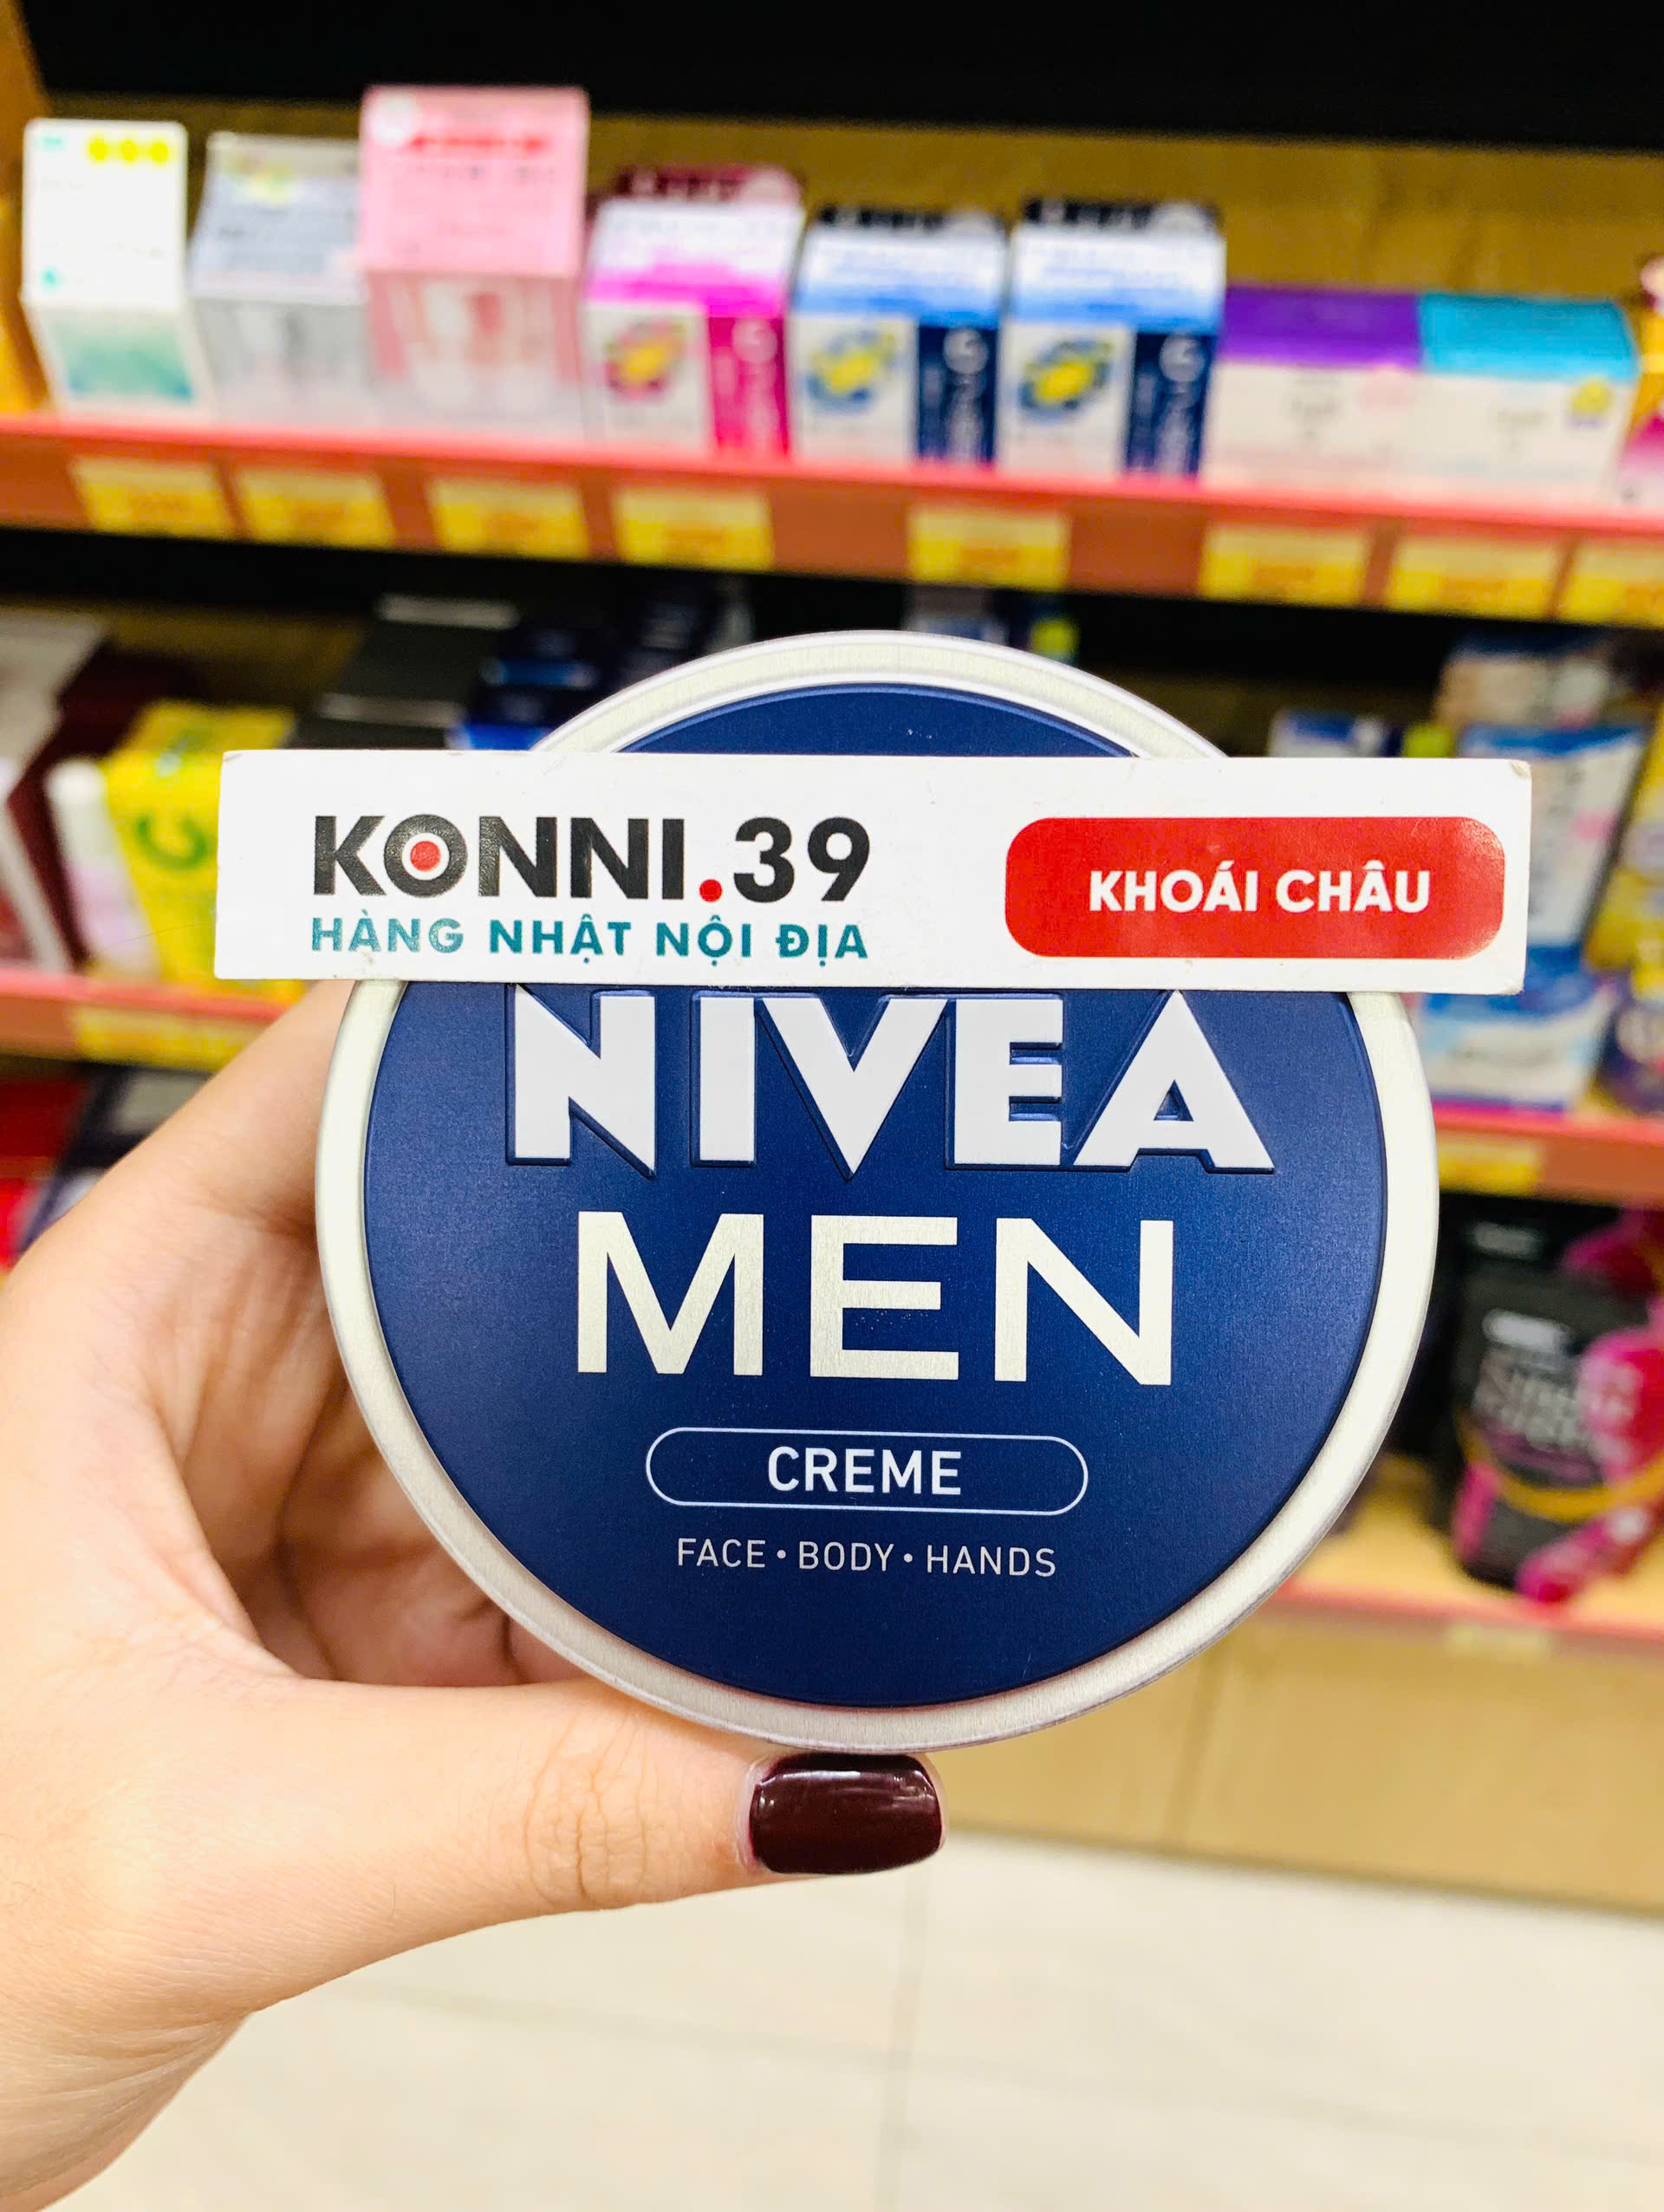 KONNI.39
HÀNG NHẬT NỘI ĐỊA
KHOÁI CHÂU
NIVEA
MEN
CREME
FACE • BODY • HANDS